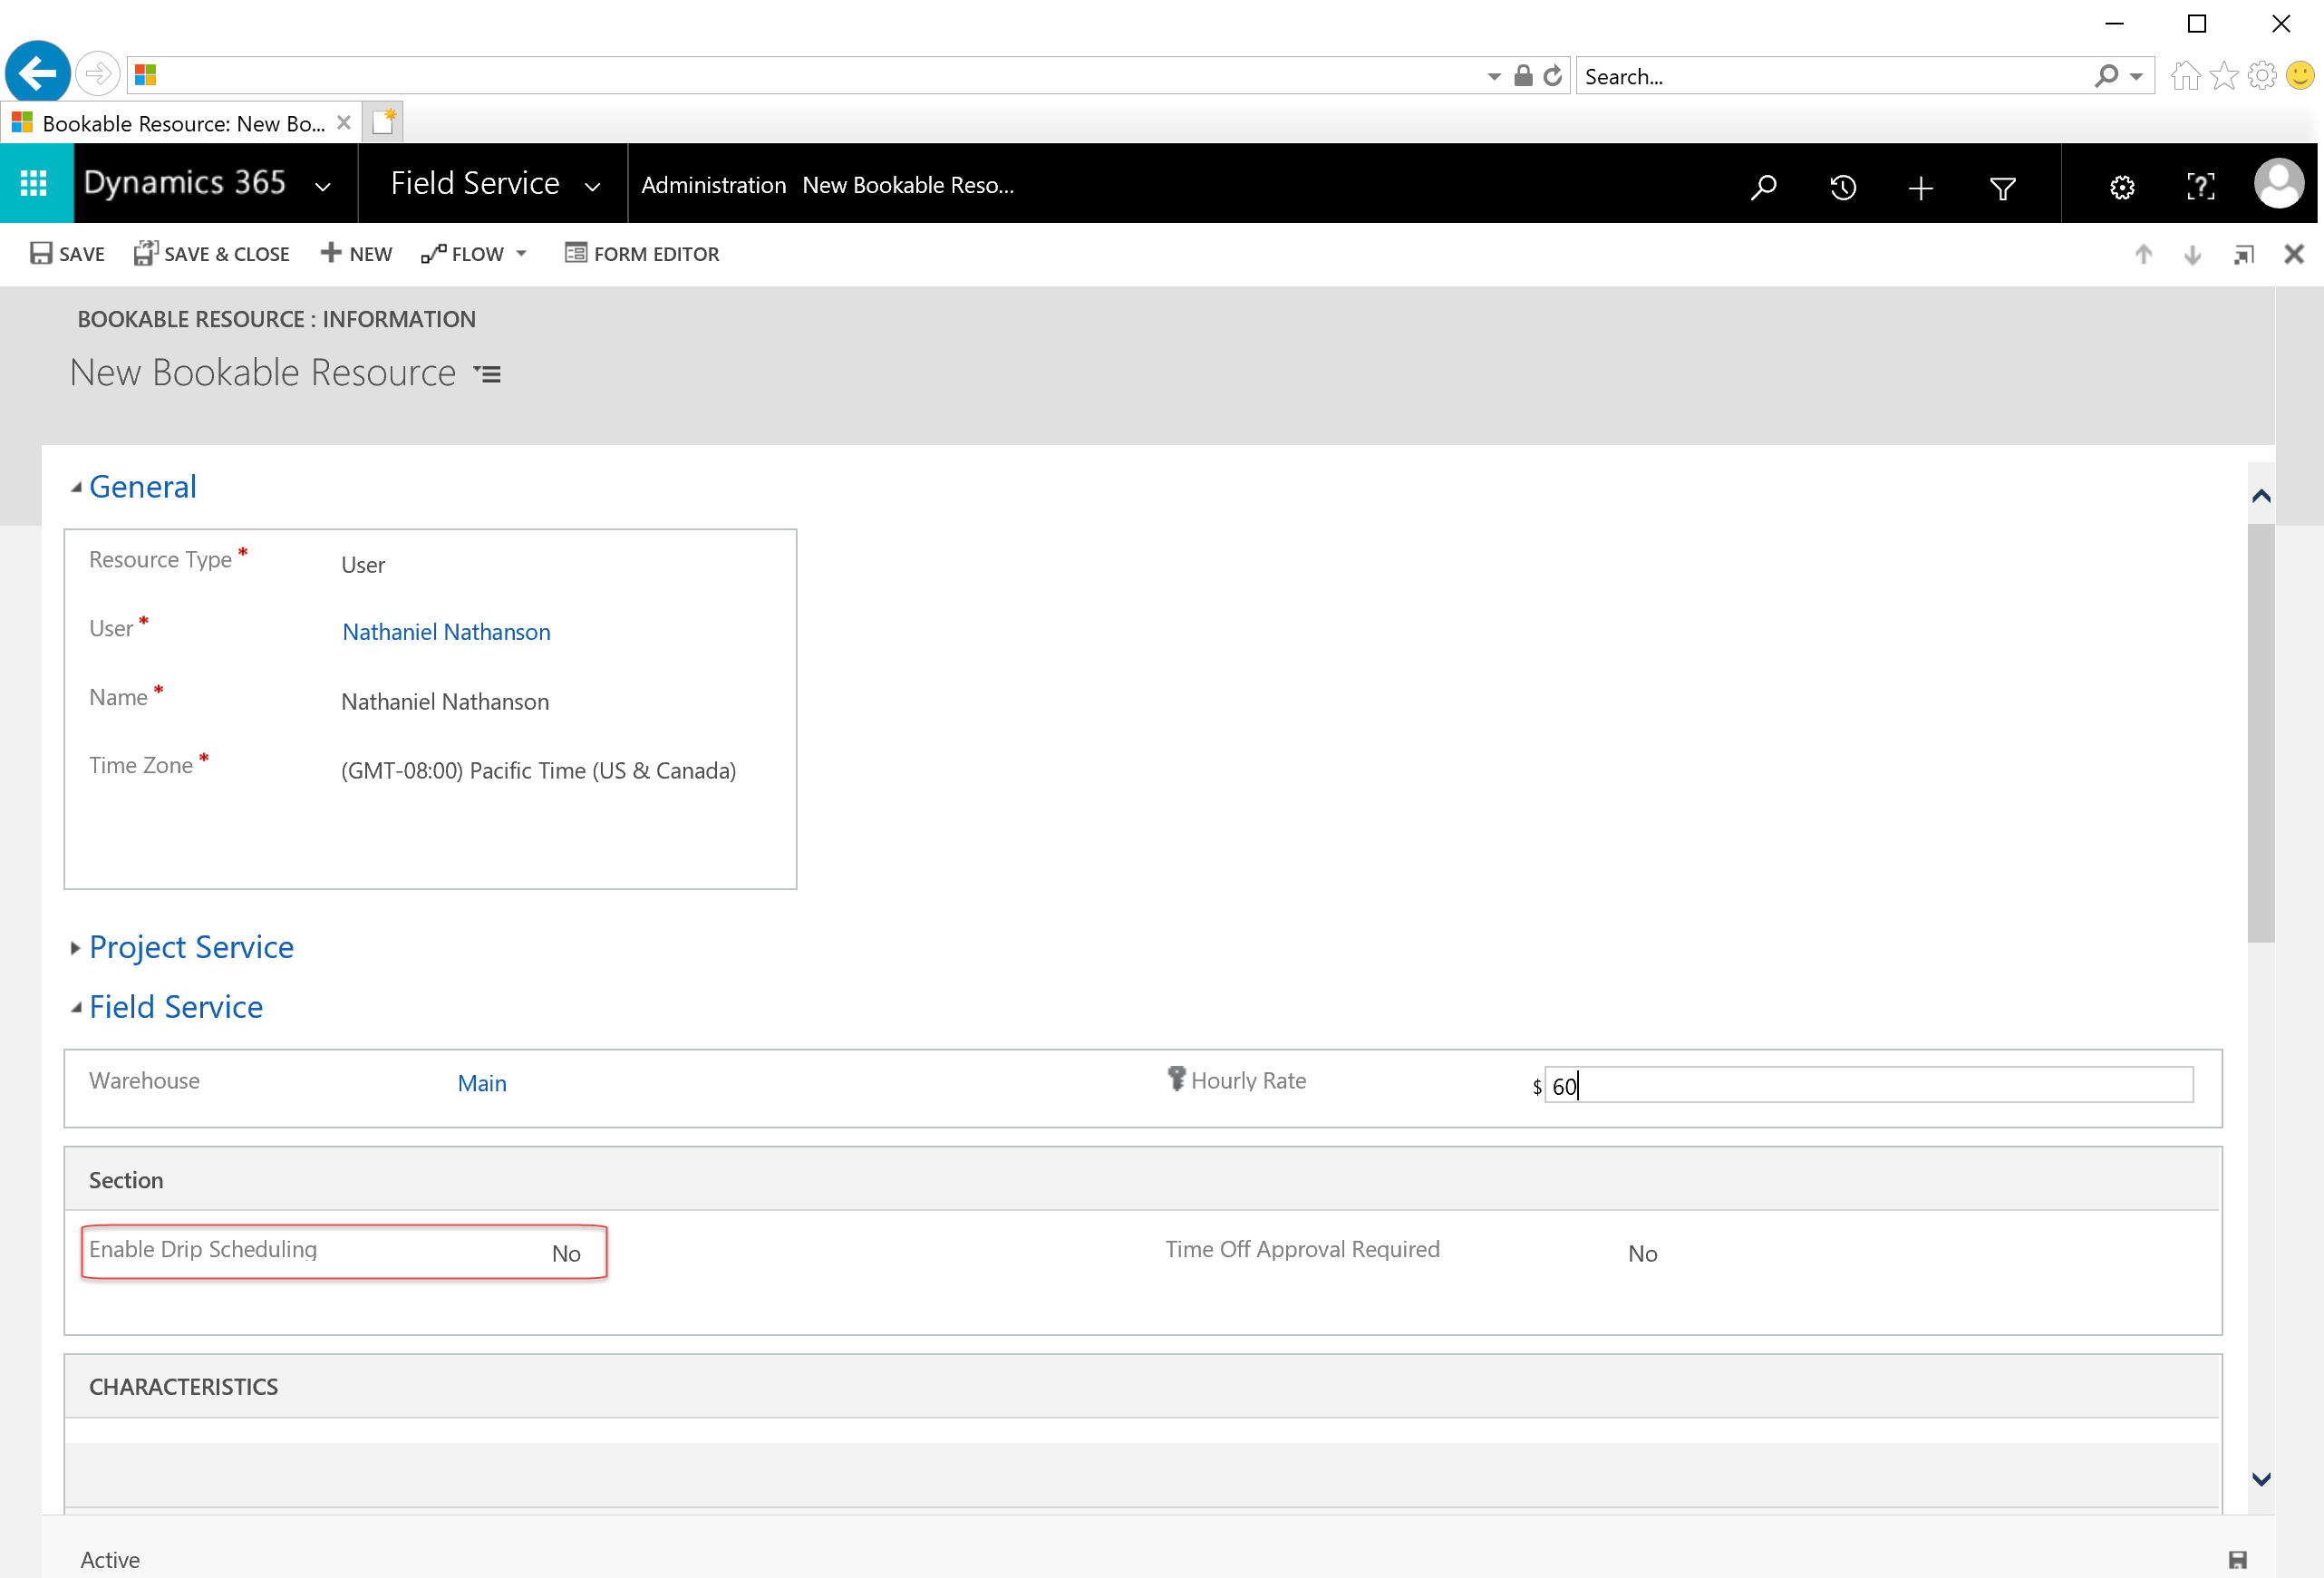 Search...
Bookable Resource: New Bo...
Dynamics 365 Field Service Administration New Bookable Reso...
SAVE SAVE & CLOSE NEW FLOW FORM EDITOR
BOOKABLE RESOURCE : INFORMATION
New Bookable Resource
General
Resource Type * User
User * Nathaniel Nathanson
Name * Nathaniel Nathanson
Time Zone * (GMT-08:00) Pacific Time (US & Canada)
Project Service
Field Service
Warehouse Main Hourly Rate $ 60
Section
Enable Drip Scheduling No Time Off Approval Required No
CHARACTERISTICS
Active